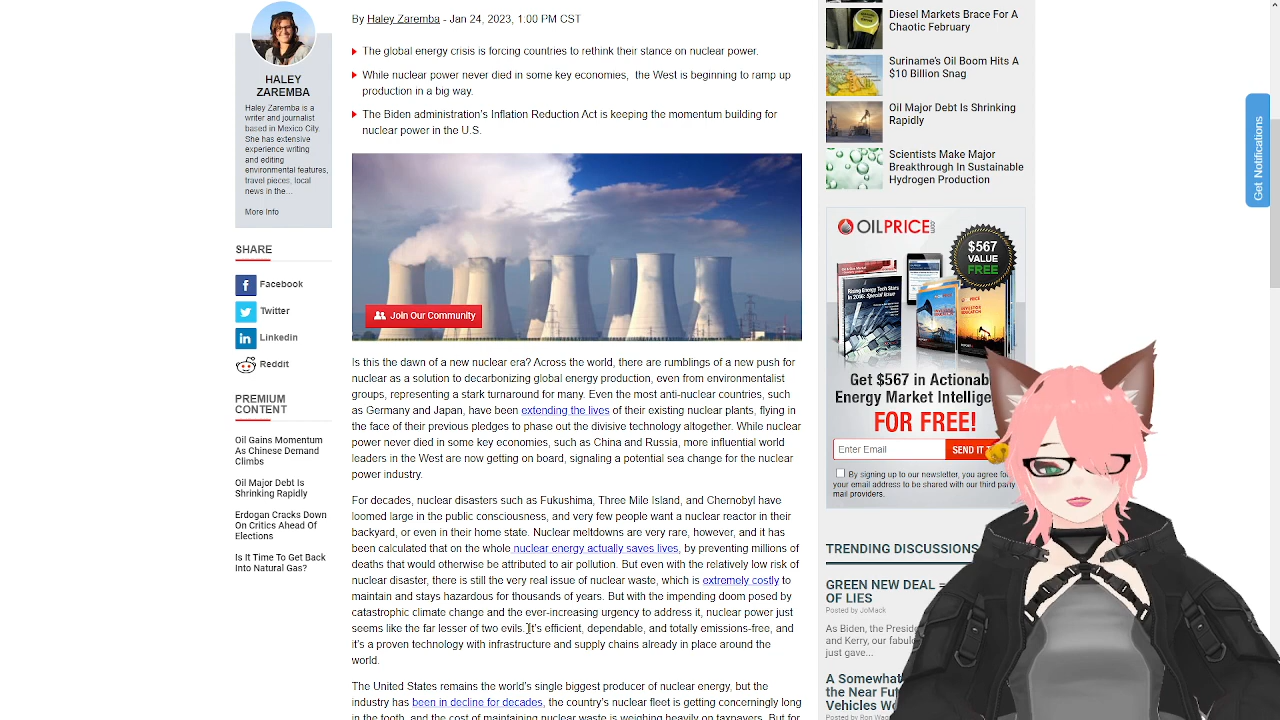 By Haley Zaremba - Jan 24, 2023, 1:00 PM CST
The global energy crisis is forcing countries to rethink their stance on nuclear power.
While nuclear power never died in some key economies, the West is beginning to ramp up
production in a big way.
The Biden administration's Inflation Reduction Act is keeping the momentum building for
nuclear power in the U.S.
HALEY
ZAREMBA
Haley Zaremba is a
writer and journalist
based in Mexico City.
She has extensive
experience writing
and editing
environmental features,
travel pieces, local
news in the...
More Info
SHARE
Facebook
Twitter
Linkedin
Reddit
PREMIUM
CONTENT
Oil Gains Momentum
As Chinese Demand
Climbs
Oil Major Debt Is
Shrinking Rapidly
Erdogan Cracks Down
On Critics Ahead Of
Elections
Is It Time To Get Back
Into Natural Gas?
Join Our Community
Is this the dawn of a new nuclear era? Across the world, there are rumblings of a new push for
nuclear as a solution to decarbonizing global energy production, even from environmentalist
groups, representing a stark turnaround for many. Even the most anti-nuclear countries, such
as Germany and Japan, have been extending the lives of their existing nuclear plants, flying in
the face of their previous pledges to phase out the divisive technology altogether. While nuclear
power never died in some key economies, such as China and Russia, more influential world
leaders in the West are now getting on board, signaling a potential sea change for the nuclear
power industry.
For decades, nuclear disasters such as Fukushima, Three Mile Island, and Chernobyl have
loomed large in the public consciousness, and very few people want a nuclear reactor in their
backyard, or even in their home state. Nuclear meltdowns are very rare, however, and it has
been calculated that on the whole nuclear energy actually saves lives, by preventing millions of
deaths that would otherwise be caused by air pollution. But even with the relatively low risk of
nuclear disaster, there is still the very real issue of nuclear waste, which is extremely costly to
maintain and stays hazardous for thousands of years. But with the impending doom posed by
catastrophic climate change and the ever-increasing urgency to address it, nuclear power just
seems like the lesser of two evils. It's efficient, dependable, and totally emissions-free, and
it's a proven technology with infrastructure and supply chains already in place around the
world.
The United States remains the world's single biggest producer of nuclear energy, but the
industry has been in decline for decades, the country's nuclear fleet is getting concerningly long
Diesel Markets Brace For A
Chaotic February
Suriname's Oil Boom Hits A
$10 Billion Snag
Oil Major Debt Is Shrinking
Rapidly
Scientists Make Major
Breakthrough In Sustainable
Hydrogen Production
OILPRICE.com
$567
VALUE
FREE
Get $567 in Actionab
Energy Market Intellige
FOR FREE!
Enter Email
SEND IT
By signing up to our newsletter, you agree fo
your email address to be shared with our third party
mail providers.
TRENDING DISCUSSIONS
GREEN NEW DEAL =
OF LIES
Posted by JoMack
As Biden, the Preside
and Kerry, our fabulo
just gave...
A Somewhat
the Near Fut
Vehicles Wo
Posted by Ron Wag
Get Notifications